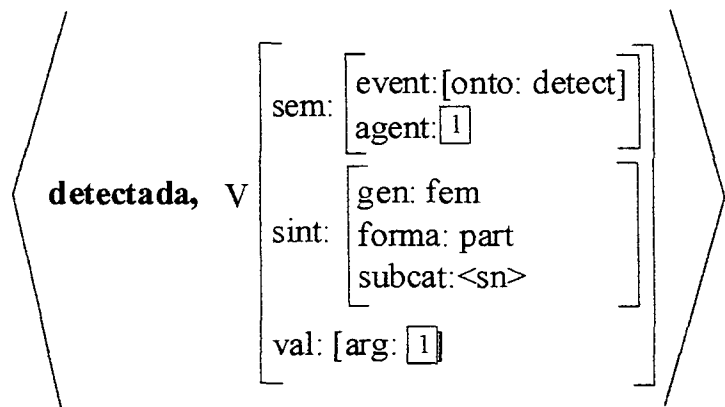 event:[onto: detect]
sem:
agent: 1
detectada, V
gen: fem
sint: forma: part
subcat:<sn>
val: [arg: 1]